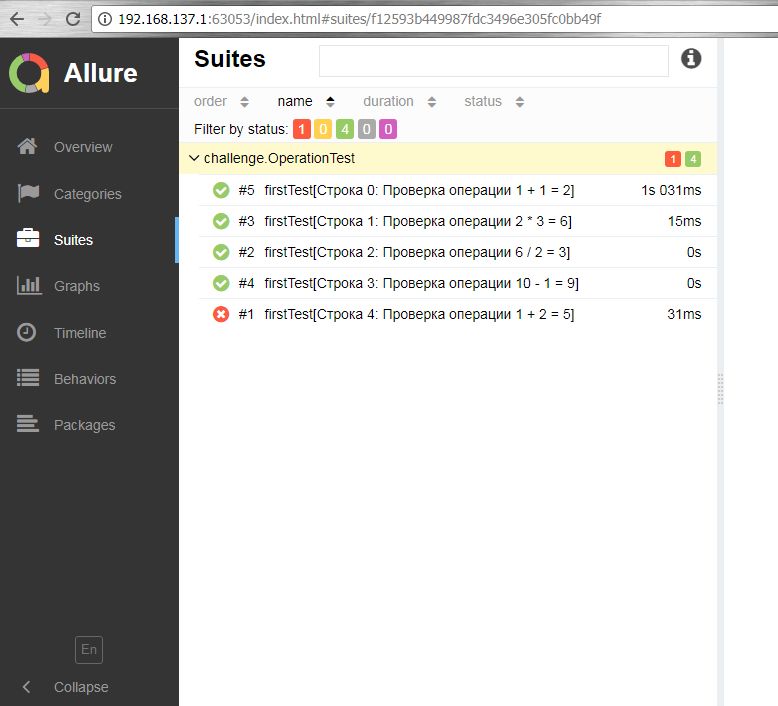 192.168.137.1:63053/index.html#suites/f12593b449987fdc3496e305fc0bb49f
Allure
Overview
Categories
Suites
Graphs
Timeline
Behaviors
Packages
En
Collapse
Suites
order name duration status
Filter by status: 1 0 4 0 0
challenge.OperationTest 1 4
#5 firstTest[Строка 0: Проверка операции 1 + 1 = 2] 1s 031ms
#3 firstTest[Строка 1: Проверка операции 2 * 3 = 6] 15ms
#2 firstTest[Строка 2: Проверка операции 6 / 2 = 3] 0s
#4 firstTest[Строка 3: Проверка операции 10 - 1 = 9] 0s
#1 firstTest[Строка 4: Проверка операции 1 + 2 = 5] 31ms